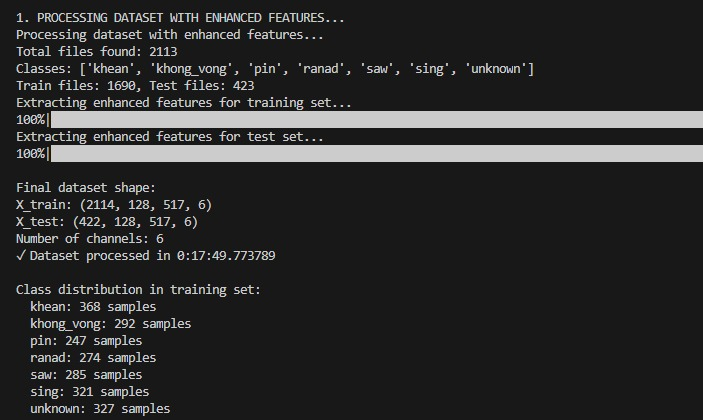 1. PROCESSING DATASET WITH ENHANCED FEATURES...
Processing dataset with enhanced features...
Total files found: 2113
Classes: ['khean', 'khong_vong', 'pin', 'ranad', 'saw', 'sing', 'unknown']
Train files: 1690, Test files: 423
Extracting enhanced features for training set...
100%|
Extracting enhanced features for test set...
100%|
Final dataset shape:
X_train: (2114, 128, 517, 6)
X_test: (422, 128, 517, 6)
Number of channels: 6
✓ Dataset processed in 0:17:49.773789
Class distribution in training set:
khean: 368 samples
khong_vong: 292 samples
pin: 247 samples
ranad: 274 samples
saw: 285 samples
sing: 321 samples
unknown: 327 samples